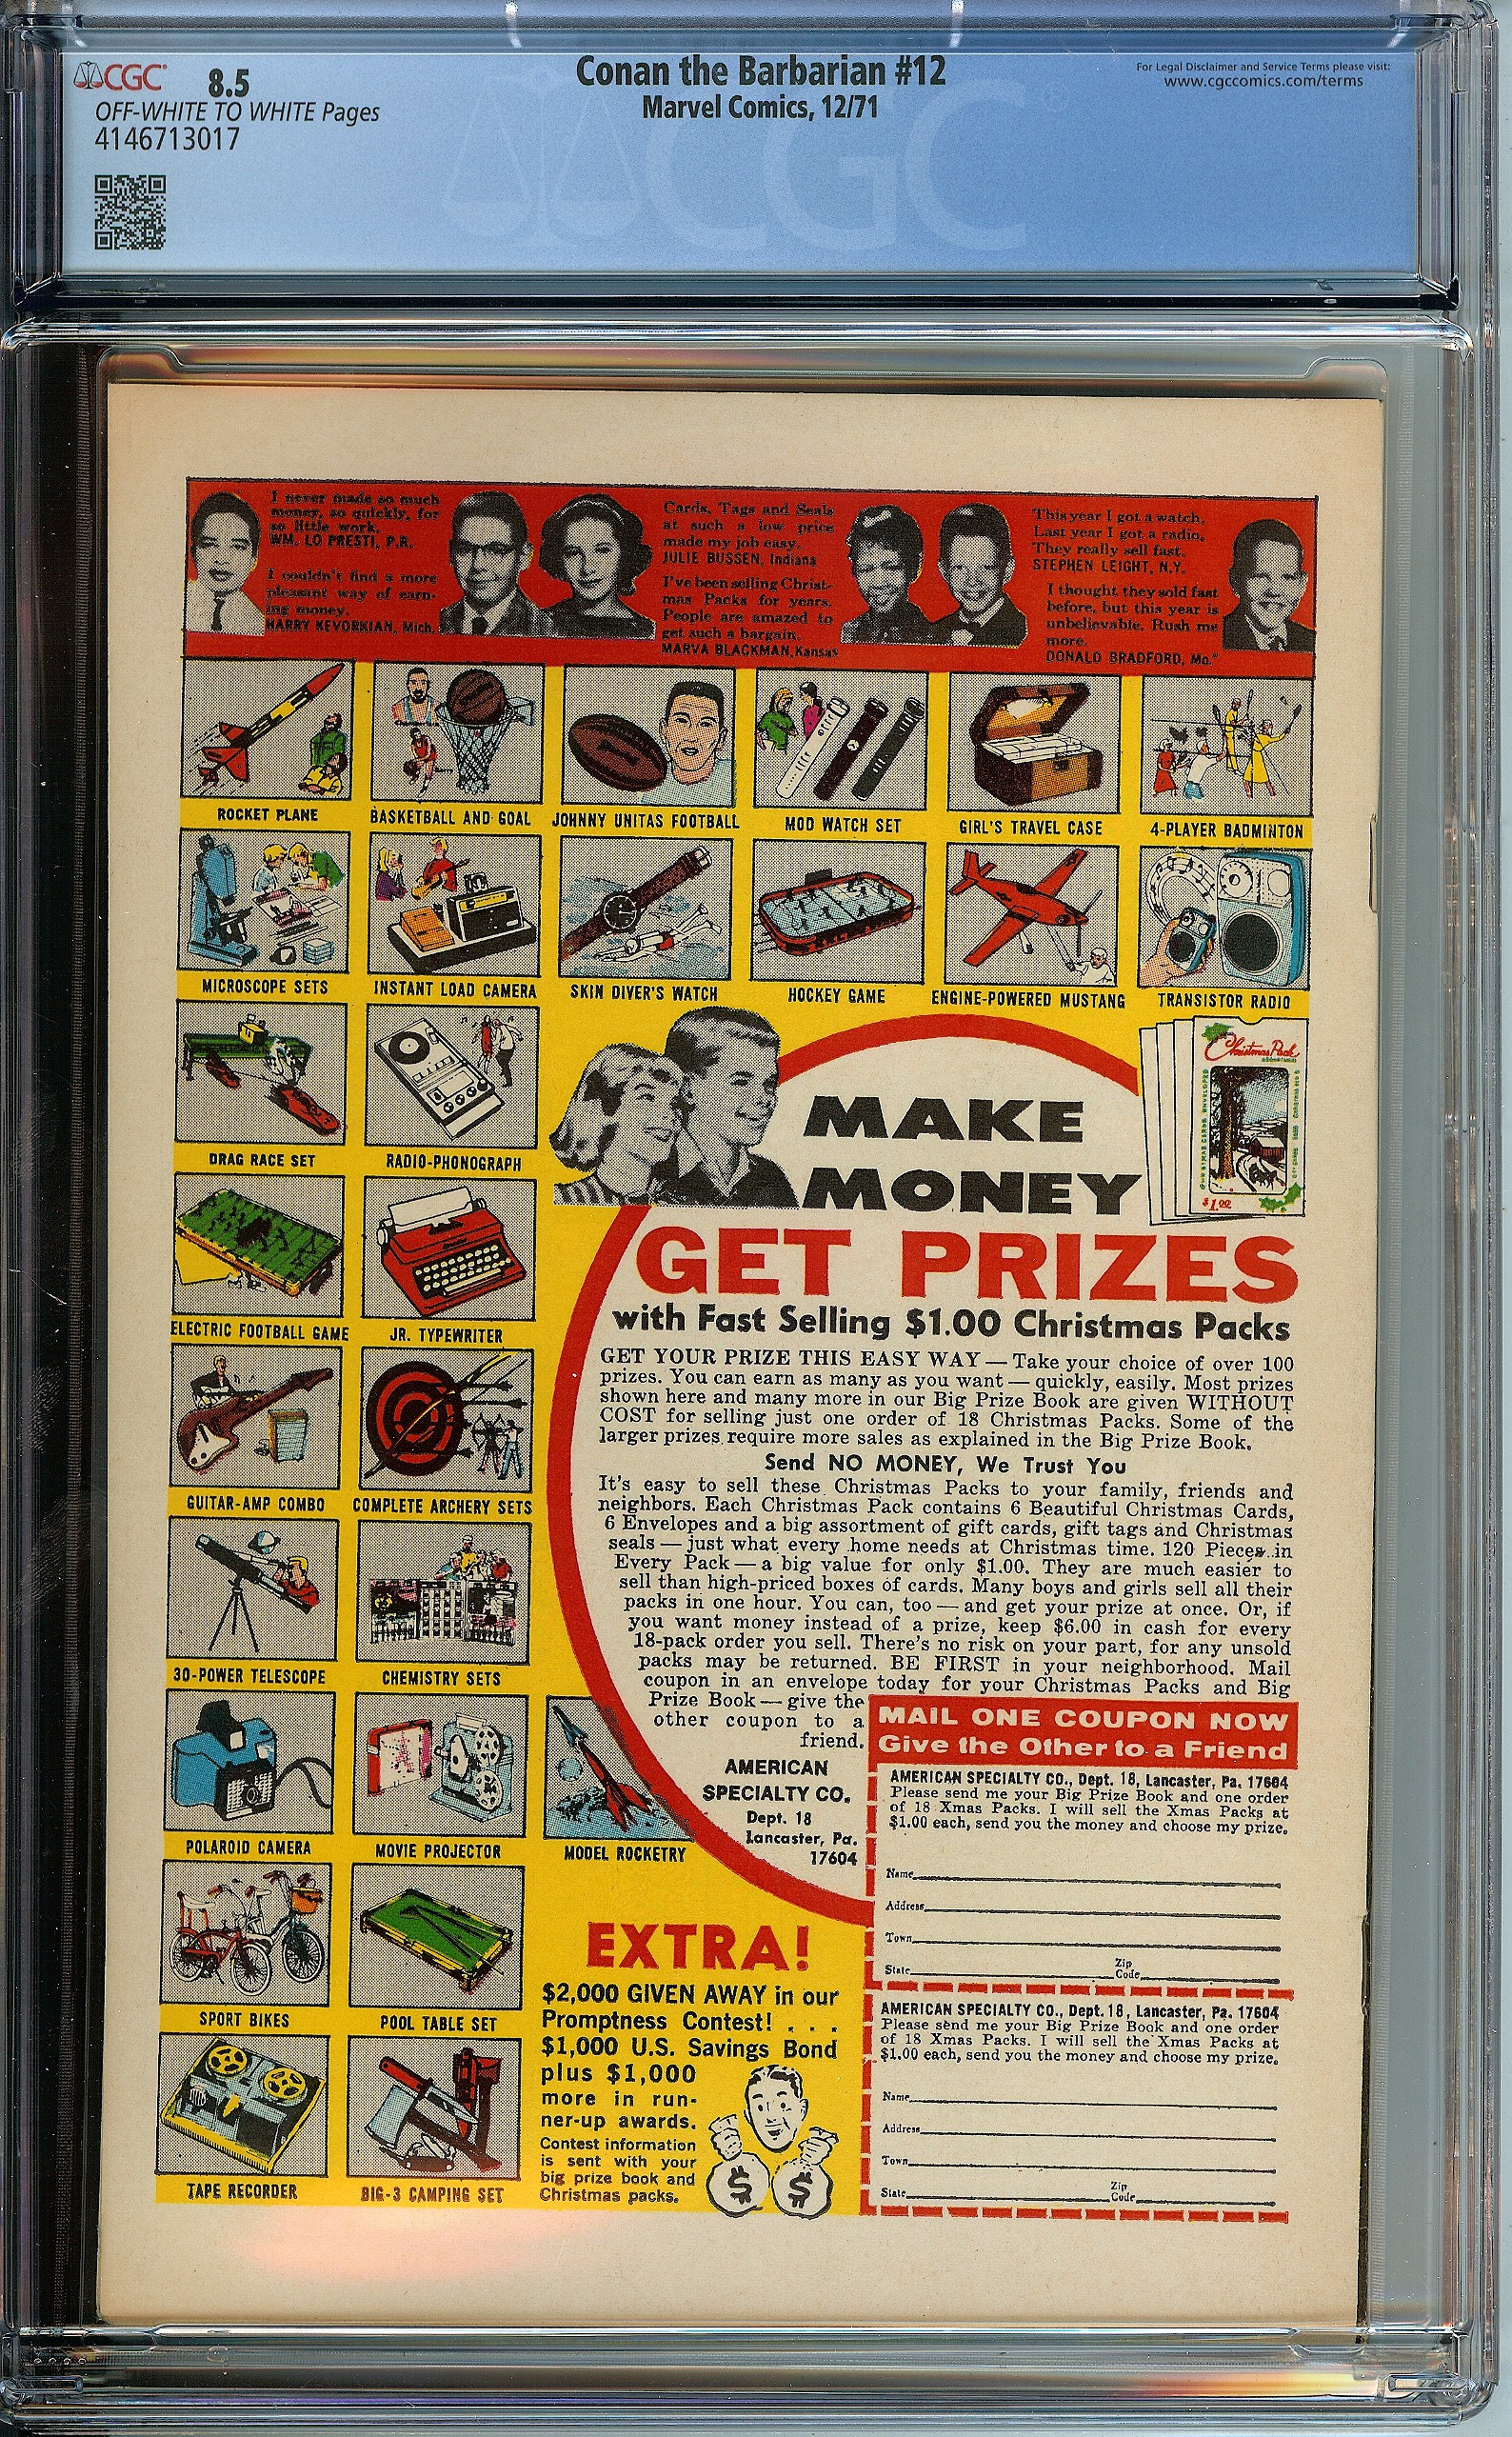 CGC 8.5
OFF-WHITE TO WHITE Pages
4146713017
Conan the Barbarian #12
Marvel Comics, 12/71
For Legal Disclaimer and Service Terms please visit:
www.cgccomics.com/terms
CGC
I never made so much
money, so quickly, for
so little work.
WM. LO PRESTI, P.R.
I couldn't find a more
pleasant way of earn-
ing money.
HARRY KEVORKIAN, Mich.
Cards, Tags and Seals
at such a low price
made my job easy.
JULIE BUSSEN, Indiana
I've been selling Christ-
mas Packs for years.
People are amazed to
get such a bargain.
MARVA BLACKMAN, Kansas
This year I got a watch.
Last year I got a radio.
They really sell fast.
STEPHEN LEIGHT, N.Y.
I thought they sold fast
before, but this year is
unbelievable. Rush me
more.
DONALD BRADFORD, Mo."
ROCKET PLANE
BASKETBALL AND GOAL
JOHNNY UNITAS FOOTBALL
MOD WATCH SET
GIRL'S TRAVEL CASE
4-PLAYER BADMINTON
MICROSCOPE SETS
INSTANT LOAD CAMERA
SKIN DIVER'S WATCH
HOCKEY GAME
ENGINE-POWERED MUSTANG
TRANSISTOR RADIO
DRAG RACE SET
RADIO-PHONOGRAPH
ELECTRIC FOOTBALL GAME
JR. TYPEWRITER
GUITAR-AMP COMBO
COMPLETE ARCHERY SETS
30-POWER TELESCOPE
CHEMISTRY SETS
POLAROID CAMERA
MOVIE PROJECTOR
MODEL ROCKETRY
SPORT BIKES
POOL TABLE SET
TAPE RECORDER
BIG-3 CAMPING SET
Christmas Pack
$1.00
MAKE
MONEY
GET PRIZES
with Fast Selling $1.00 Christmas Packs
GET YOUR PRIZE THIS EASY WAY — Take your choice of over 100
prizes. You can earn as many as you want — quickly, easily. Most prizes
shown here and many more in our Big Prize Book are given WITHOUT
COST for selling just one order of 18 Christmas Packs. Some of the
larger prizes require more sales as explained in the Big Prize Book.
Send NO MONEY, We Trust You
It's easy to sell these Christmas Packs to your family, friends and
neighbors. Each Christmas Pack contains 6 Beautiful Christmas Cards,
6 Envelopes and a big assortment of gift cards, gift tags and Christmas
seals — just what every home needs at Christmas time. 120 Pieces in
Every Pack — a big value for only $1.00. They are much easier to
sell than high-priced boxes of cards. Many boys and girls sell all their
packs in one hour. You can, too — and get your prize at once. Or, if
you want money instead of a prize, keep $6.00 in cash for every
18-pack order you sell. There's no risk on your part, for any unsold
packs may be returned. BE FIRST in your neighborhood. Mail
coupon in an envelope today for your Christmas Packs and Big
Prize Book — give the
other coupon to a
friend.
AMERICAN
SPECIALTY CO.
Dept. 18
Lancaster, Pa.
17604
MAIL ONE COUPON NOW
Give the Other to a Friend
AMERICAN SPECIALTY CO., Dept. 18, Lancaster, Pa. 17604
Please send me your Big Prize Book and one order
of 18 Xmas Packs. I will sell the Xmas Packs at
$1.00 each, send you the money and choose my prize.
Name
Address
Town
State Zip Code
AMERICAN SPECIALTY CO., Dept. 18, Lancaster, Pa. 17604
Please send me your Big Prize Book and one order
of 18 Xmas Packs. I will sell the Xmas Packs at
$1.00 each, send you the money and choose my prize.
Name
Address
Town
State Zip Code
EXTRA!
$2,000 GIVEN AWAY in our
Promptness Contest! . . .
$1,000 U.S. Savings Bond
plus $1,000
more in run-
ner-up awards.
Contest information
is sent with your
big prize book and
Christmas packs.
$ $